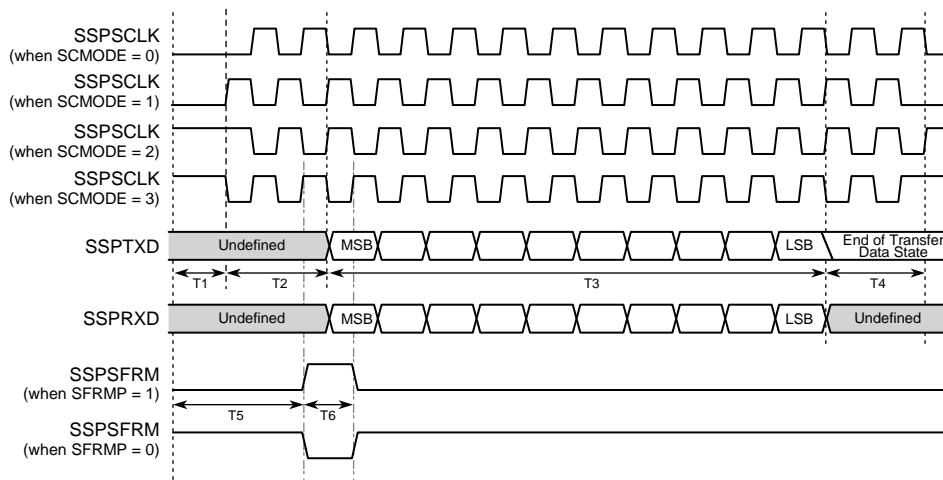 SSPSCLK
(when SCMODE = 0)
SSPSCLK
(when SCMODE = 1)
SSPSCLK
(when SCMODE = 2)
SSPSCLK
(when SCMODE = 3)
SSPTXD
Undefined
MSB
LSB
End of Transfer
Data State
T1
T2
T3
T4
SSPRXD
Undefined
MSB
LSB
Undefined
SSPSFRM
(when SFRMP = 1)
T5
T6
SSPSFRM
(when SFRMP = 0)